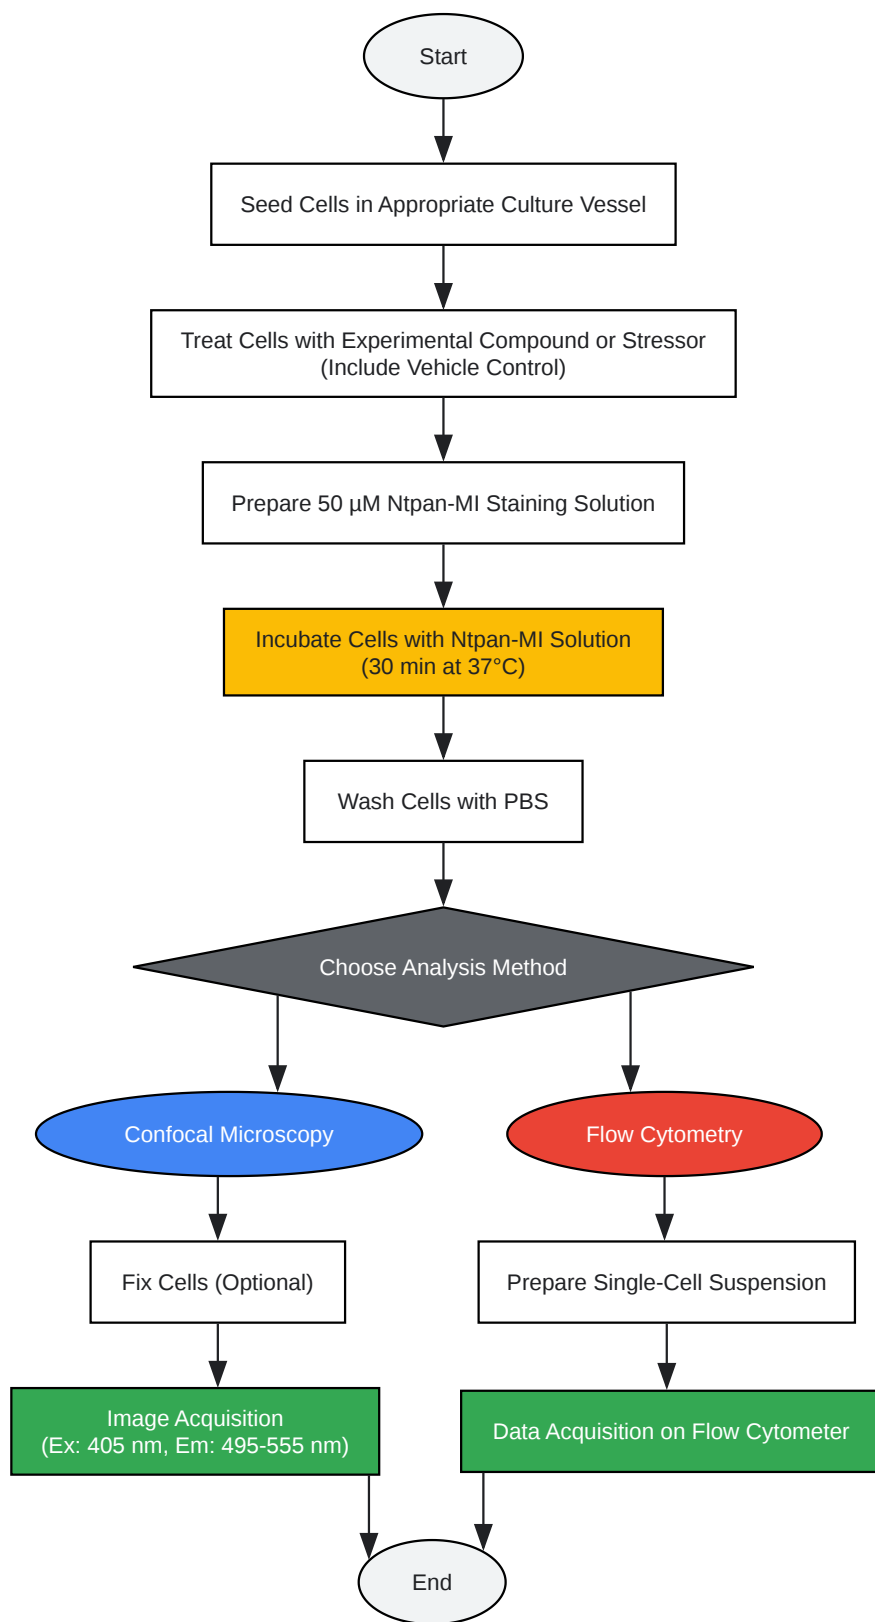 Start
Seed Cells in Appropriate Culture Vessel
Treat Cells with Experimental Compound or Stressor
(Include Vehicle Control)
Prepare 50 µM Ntpan-MI Staining Solution
Incubate Cells with Ntpan-MI Solution
(30 min at 37°C)
Wash Cells with PBS
Choose Analysis Method
Confocal Microscopy
Flow Cytometry
Fix Cells (Optional)
Prepare Single-Cell Suspension
Image Acquisition
(Ex: 405 nm, Em: 495-555 nm)
Data Acquisition on Flow Cytometer
End